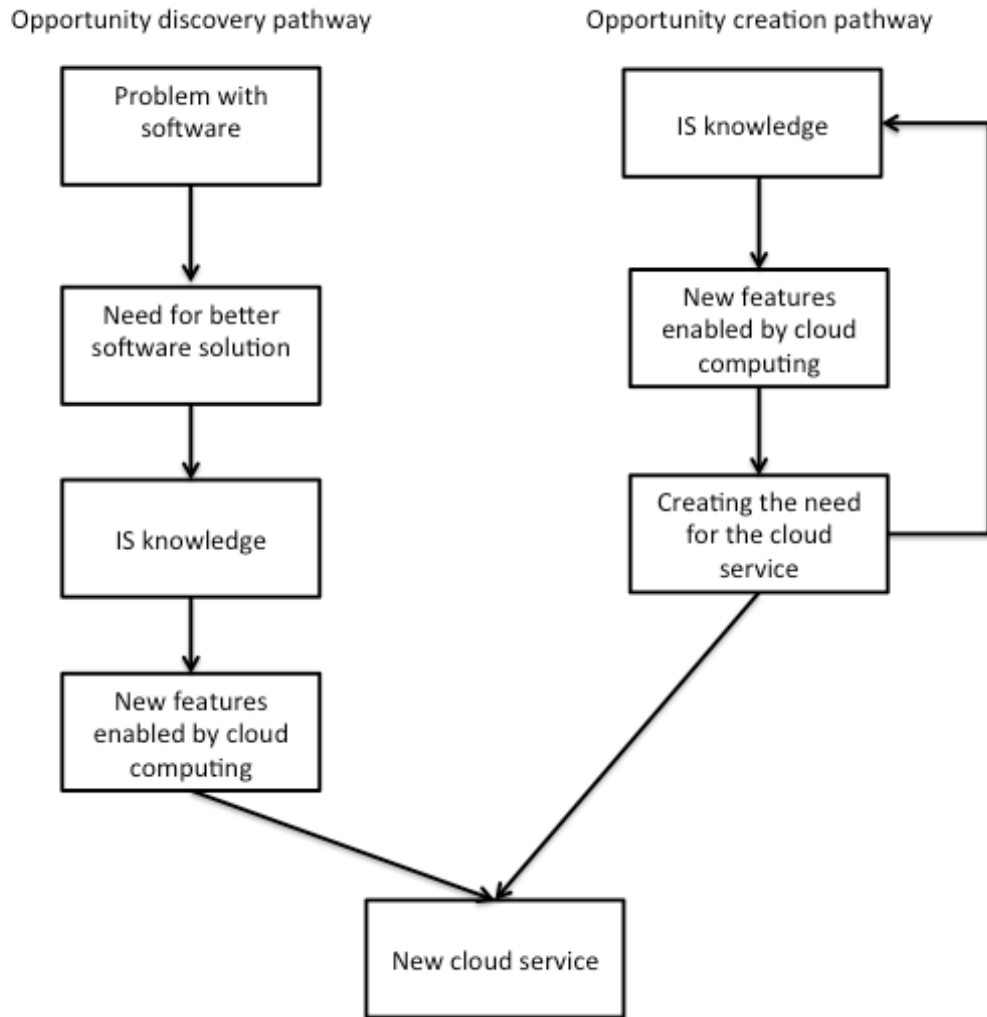 Opportunity discovery pathway
Problem with
software
Need for better
software solution
IS knowledge
New features
enabled by cloud
computing
Opportunity creation pathway
IS knowledge
New features
enabled by cloud
computing
Creating the need
for the cloud
service
New cloud service